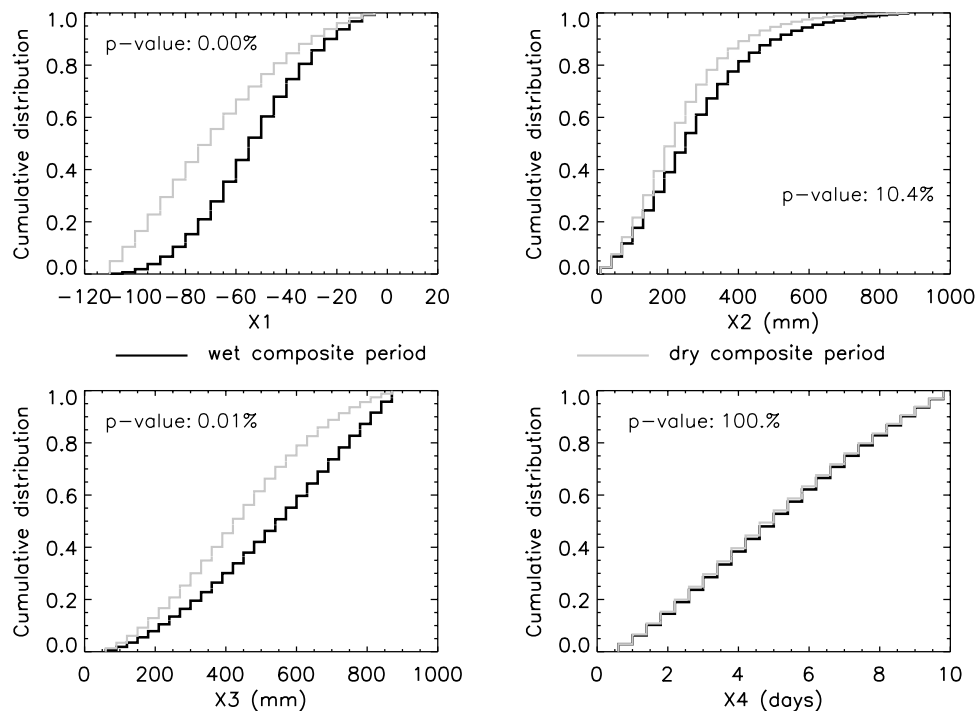 Cumulative distribution
1.0
0.8
0.6
0.4
0.2
0.0
p-value: 0.00%
-120 -100 -80 -60 -40 -20 0 20
X1
Cumulative distribution
1.0
0.8
0.6
0.4
0.2
0.0
p-value: 10.4%
0 200 400 600 800 1000
X2 (mm)
wet composite period
dry composite period
Cumulative distribution
1.0
0.8
0.6
0.4
0.2
0.0
p-value: 0.01%
0 200 400 600 800 1000
X3 (mm)
Cumulative distribution
1.0
0.8
0.6
0.4
0.2
0.0
p-value: 100.%
0 2 4 6 8 10
X4 (days)